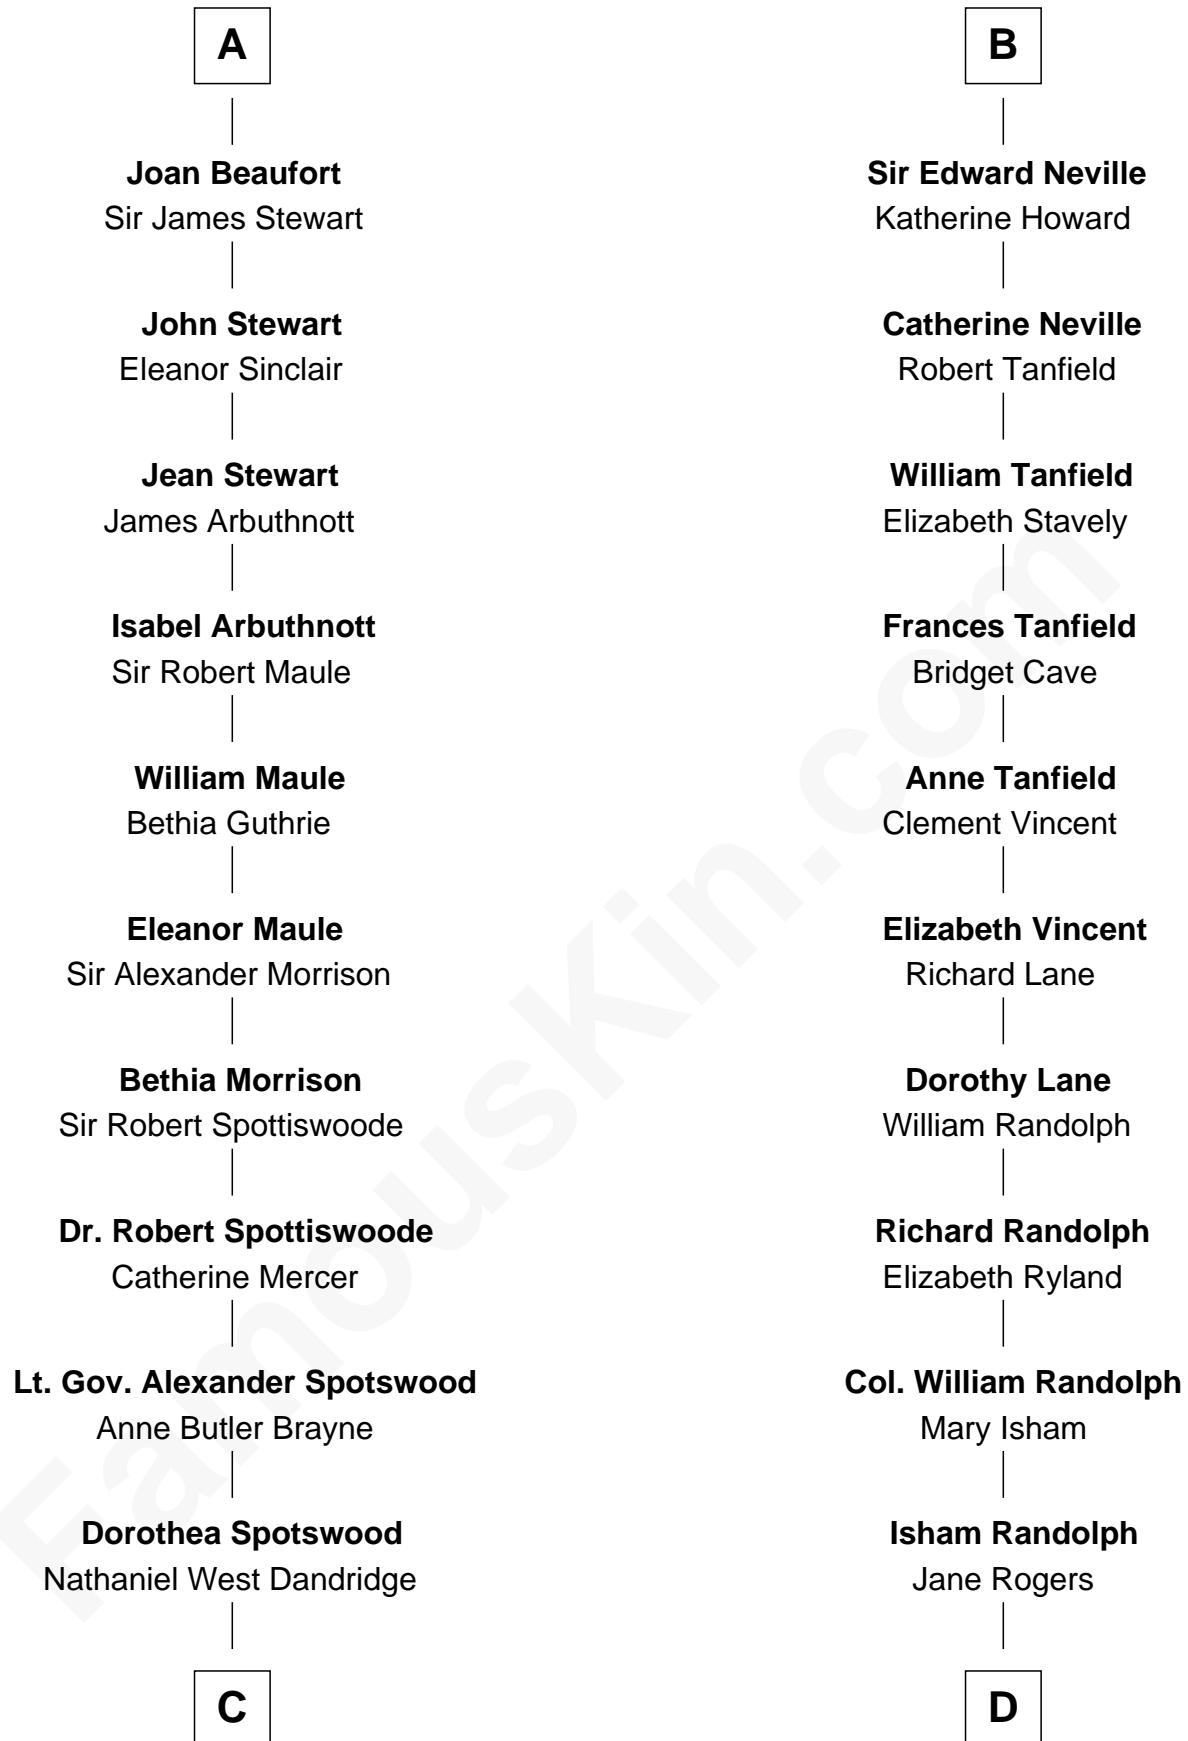 A
Joan Beaufort
Sir James Stewart
John Stewart
Eleanor Sinclair
Jean Stewart
James Arbuthnott
Isabel Arbuthnott
Sir Robert Maule
William Maule
Bethia Guthrie
Eleanor Maule
Sir Alexander Morrison
Bethia Morrison
Sir Robert Spottiswoode
Dr. Robert Spottiswoode
Catherine Mercer
Lt. Gov. Alexander Spotswood
Anne Butler Brayne
Dorothea Spotswood
Nathaniel West Dandridge
C
B
Sir Edward Neville
Katherine Howard
Catherine Neville
Robert Tanfield
William Tanfield
Elizabeth Stavely
Frances Tanfield
Bridget Cave
Anne Tanfield
Clement Vincent
Elizabeth Vincent
Richard Lane
Dorothy Lane
William Randolph
Richard Randolph
Elizabeth Ryland
Col. William Randolph
Mary Isham
Isham Randolph
Jane Rogers
D
FamousKin.com